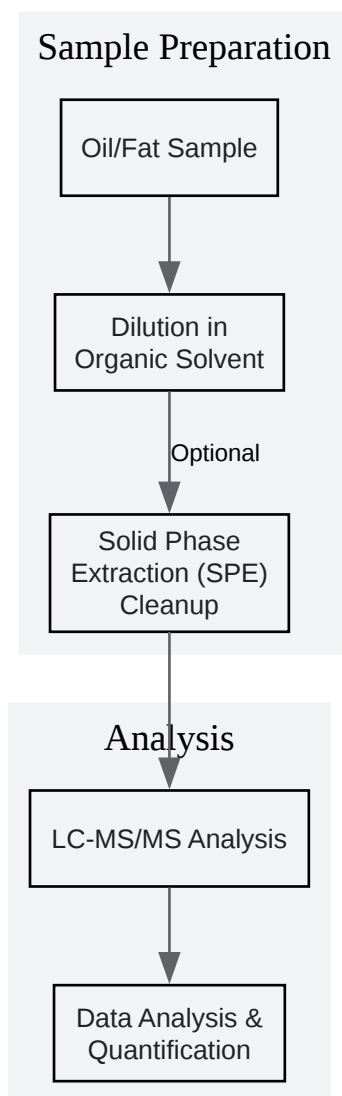 Sample Preparation
Oil/Fat Sample
Dilution in
Organic Solvent
Optional
Solid Phase
Extraction (SPE)
Cleanup
Analysis
LC-MS/MS Analysis
Data Analysis &
Quantification